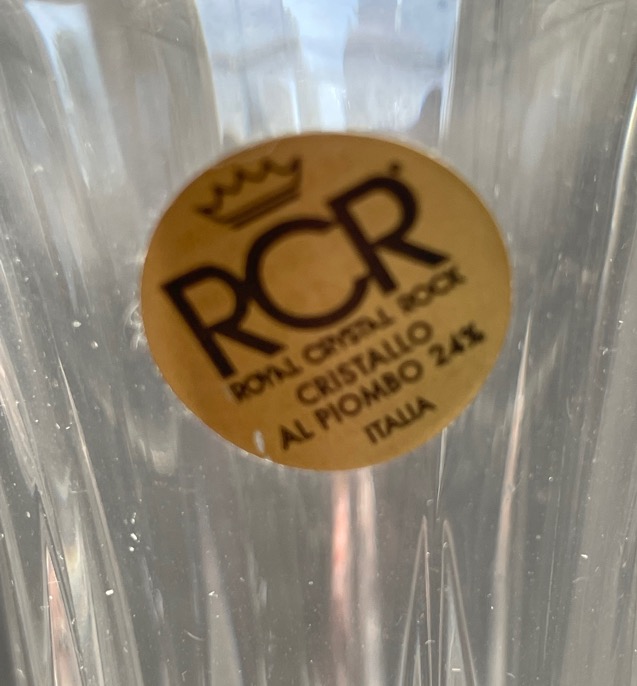 RCR
ROYAL CRYSTAL ROCK
CRISTALLO
AL PIOMBO 24%
ITALIA